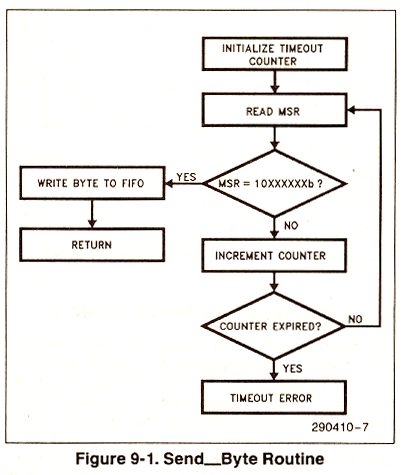 INITIALIZE TIMEOUT
COUNTER
READ MSR
MSR = 10XXXXXXb ?
YES
WRITE BYTE TO FIFO
RETURN
NO
INCREMENT COUNTER
COUNTER EXPIRED?
NO
YES
TIMEOUT ERROR
290410-7
Figure 9-1. Send__Byte Routine